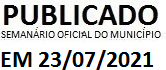 PUBLICADO
SEMANÁRIO OFICIAL DO MUNICÍPIO
EM 23/07/2021